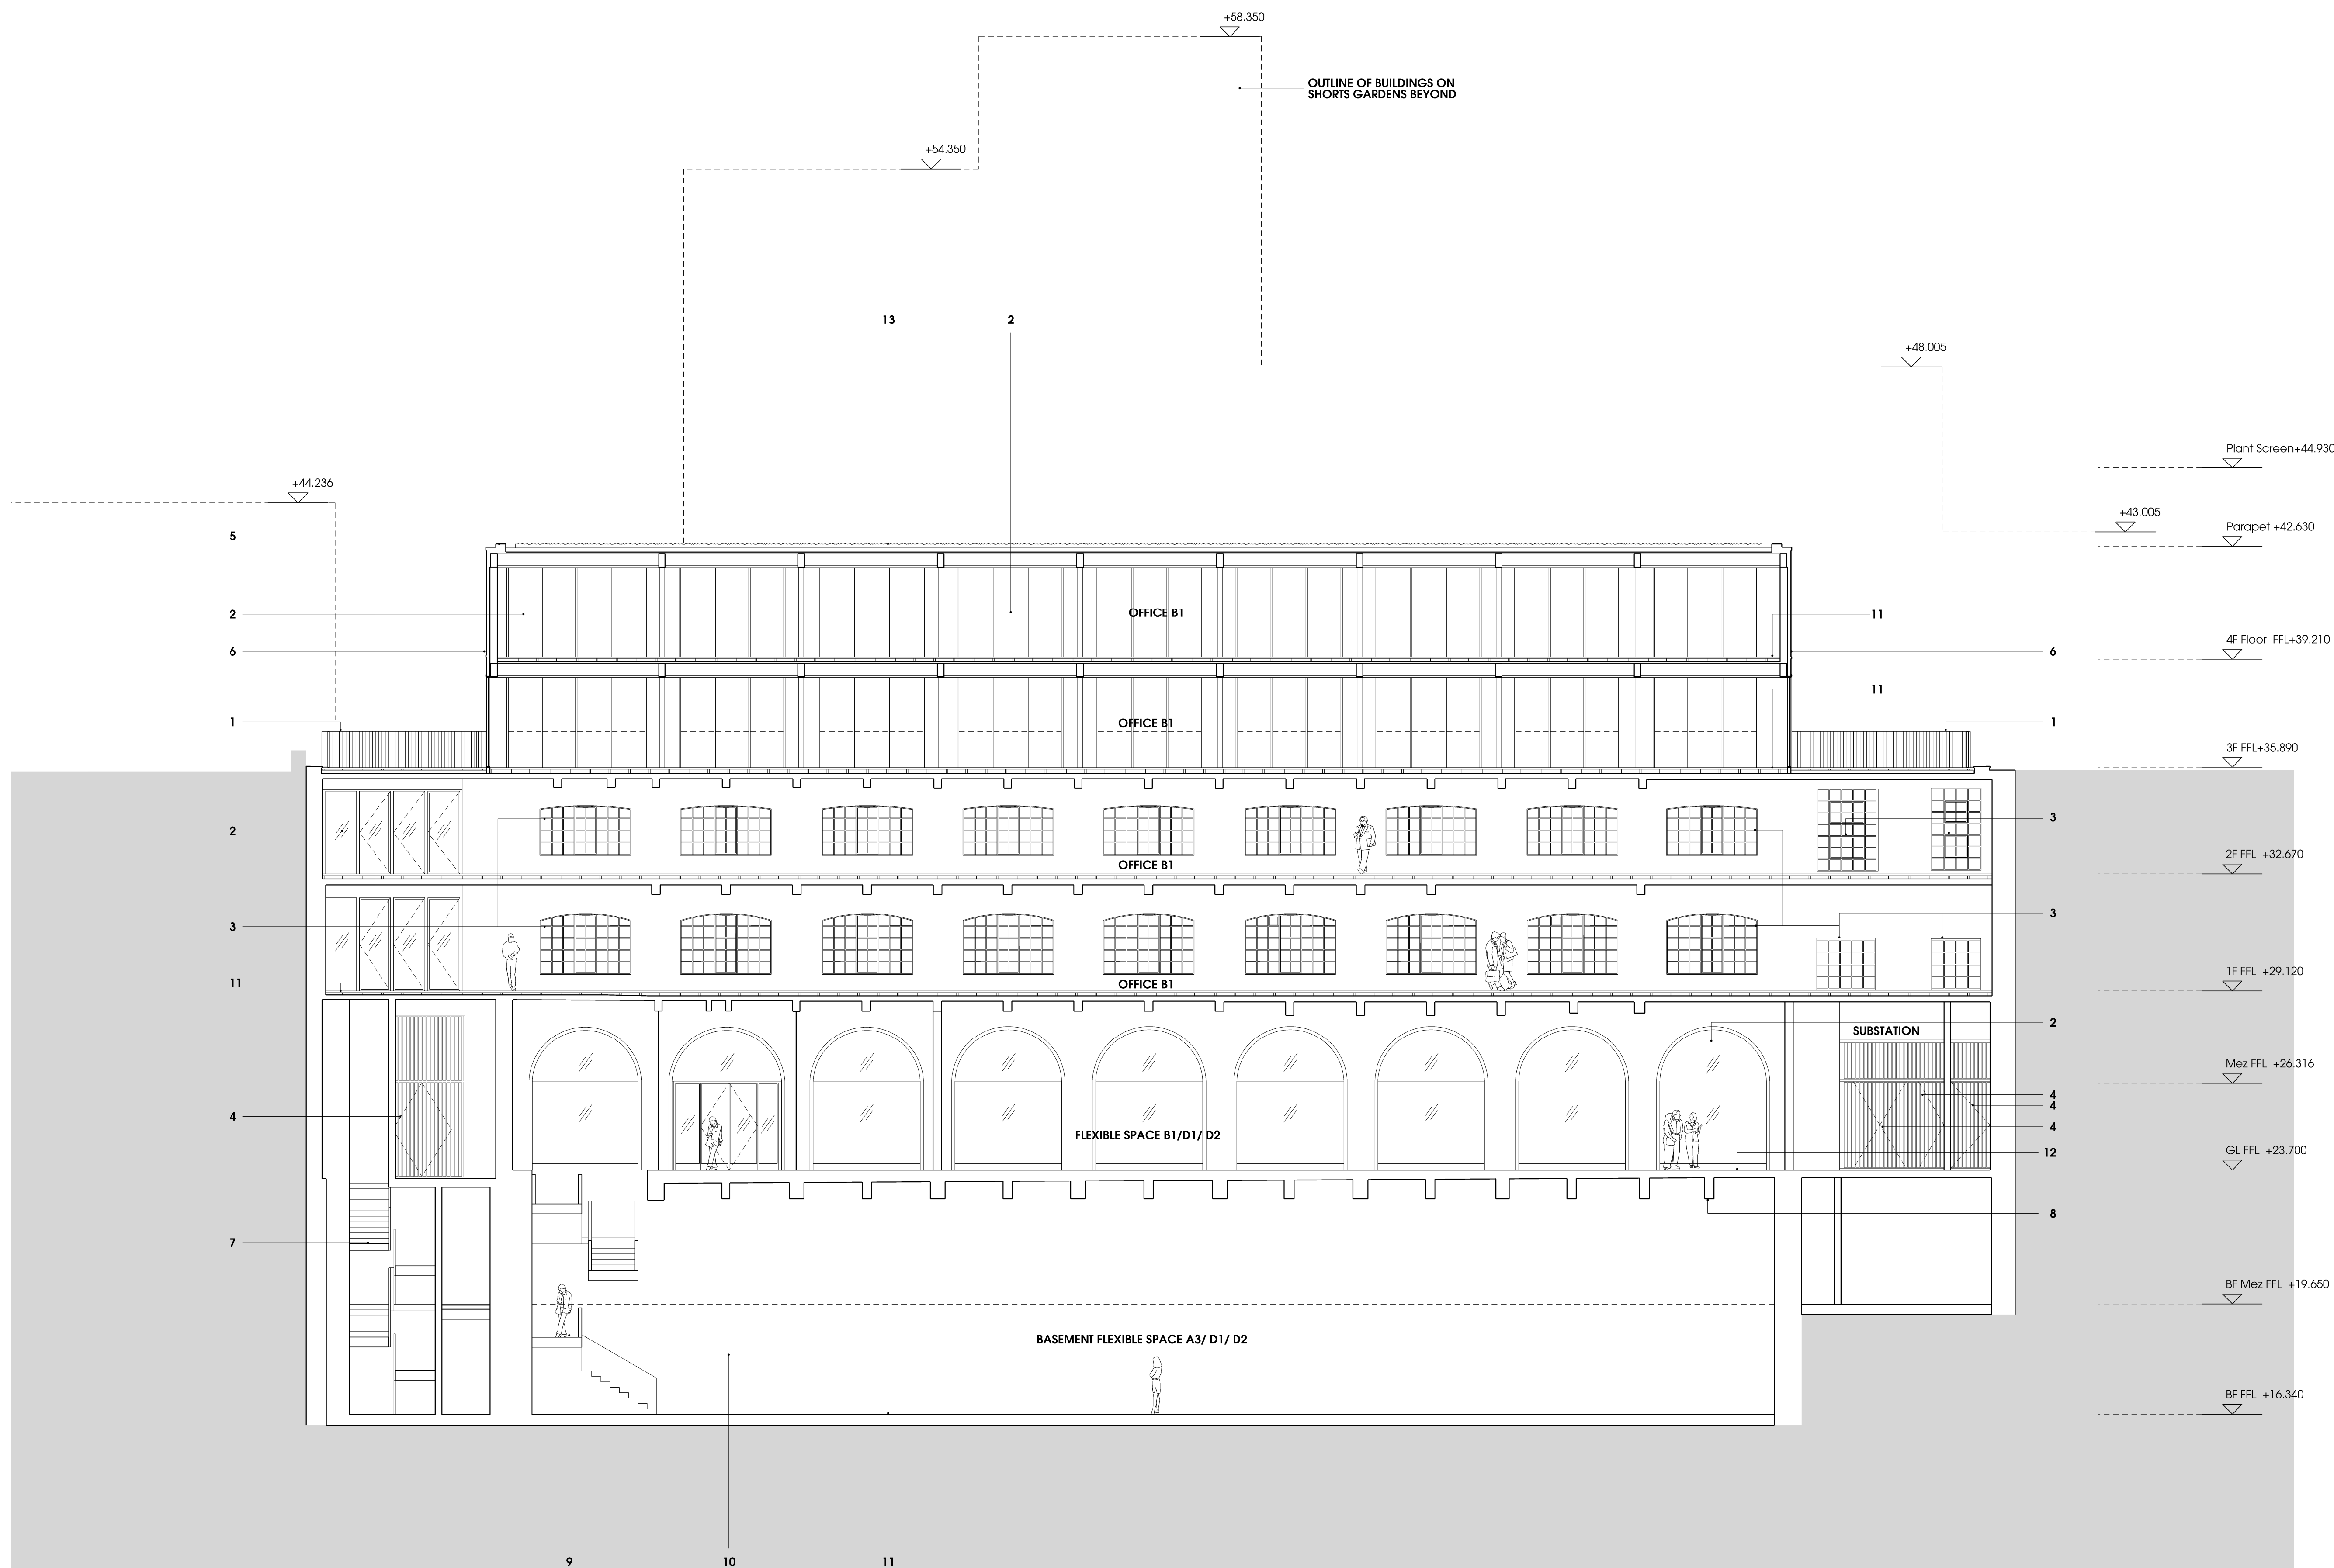 +58.350
OUTLINE OF BUILDINGS ON
SHORTS GARDENS BEYOND
+54.350
13
2
+48.005
Plant Screen+44.930
+44.236
+43.005
Parapet +42.630
5
2
OFFICE B1
11
4F Floor FFL+39.210
6
6
11
1
OFFICE B1
1
3F FFL+35.890
2
3
OFFICE B1
2F FFL +32.670
3
3
11
OFFICE B1
1F FFL +29.120
2
SUBSTATION
Mez FFL +26.316
4
4
4
4
FLEXIBLE SPACE B1/D1/ D2
12
GL FFL +23.700
8
7
BF Mez FFL +19.650
BASEMENT FLEXIBLE SPACE A3/ D1/ D2
BF FFL +16.340
9
10
11